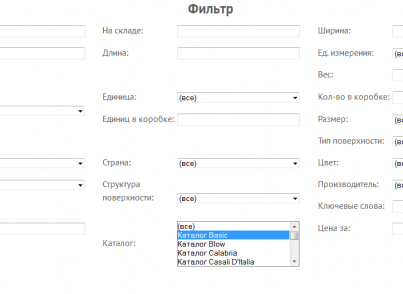 Фильтр
На складе:
Ширина:
Длина:
Ед. измерения:
Вес:
Единица: (все)
Кол-во в коробке:
Единиц в коробке:
Размер:
Тип поверхности:
Страна: (все)
Цвет:
Структура
поверхности: (все)
Производитель:
Ключевые слова:
Каталог:
(все)
Каталог Basic
Каталог Blow
Каталог Calabria
Каталог Casali D'Italia
Цена за: